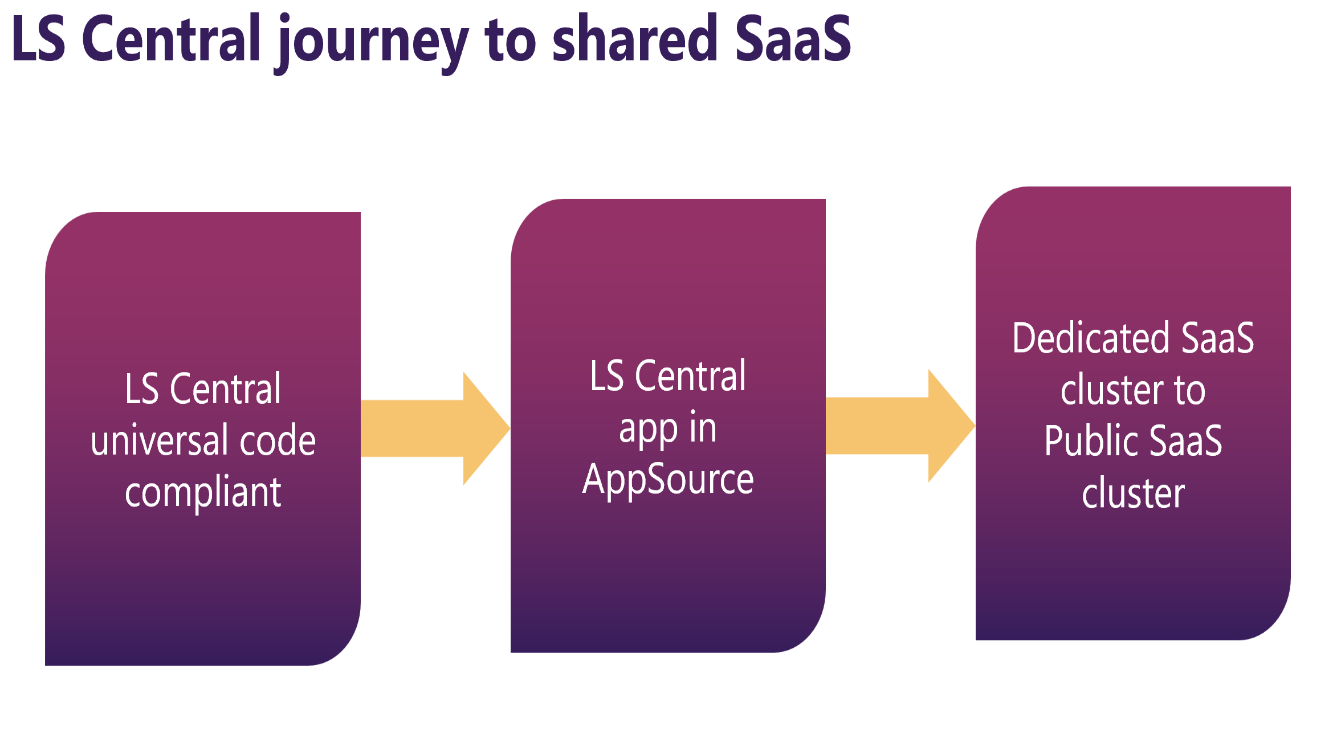 LS Central journey to shared SaaS
LS Central
universal code
compliant
LS Central
app in
AppSource
Dedicated SaaS
cluster to
Public SaaS
cluster